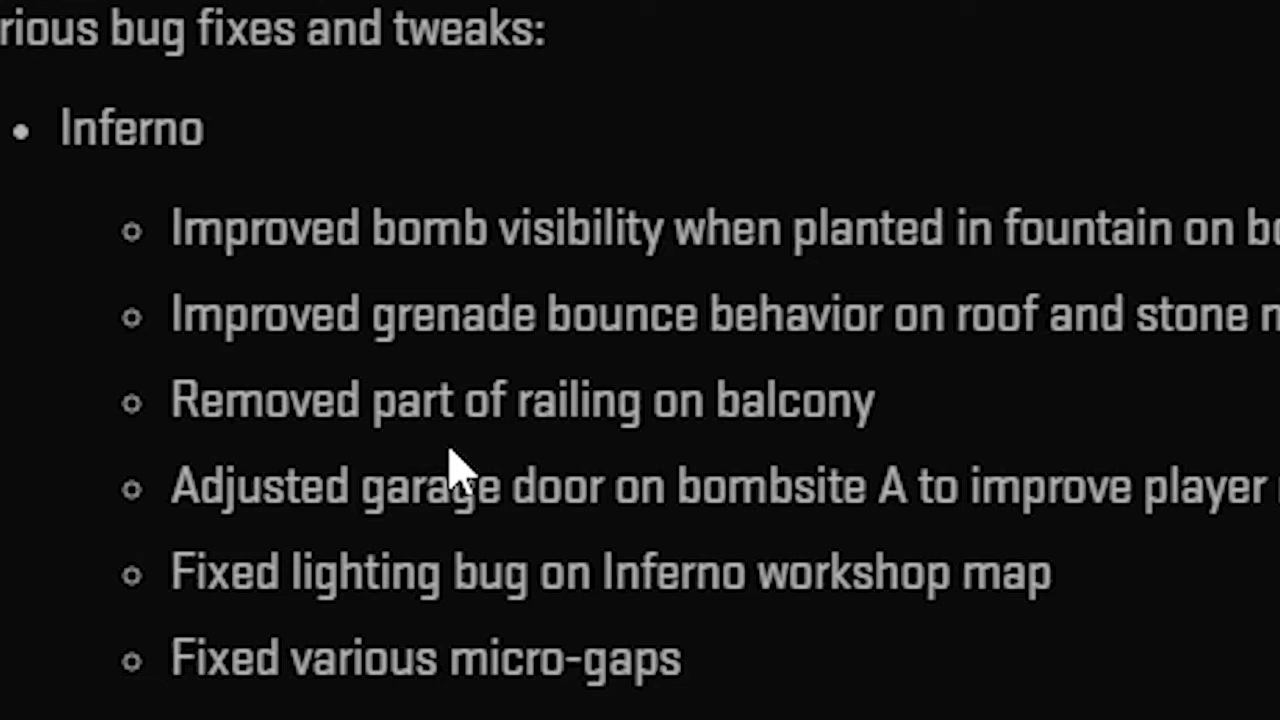 rious bug fixes and tweaks:
Inferno
Improved bomb visibility when planted in fountain on
Improved grenade bounce behavior on roof and stone
Removed part of railing on balcony
Adjusted garage door on bombsite A to improve player
Fixed lighting bug on Inferno workshop map
Fixed various micro-gaps